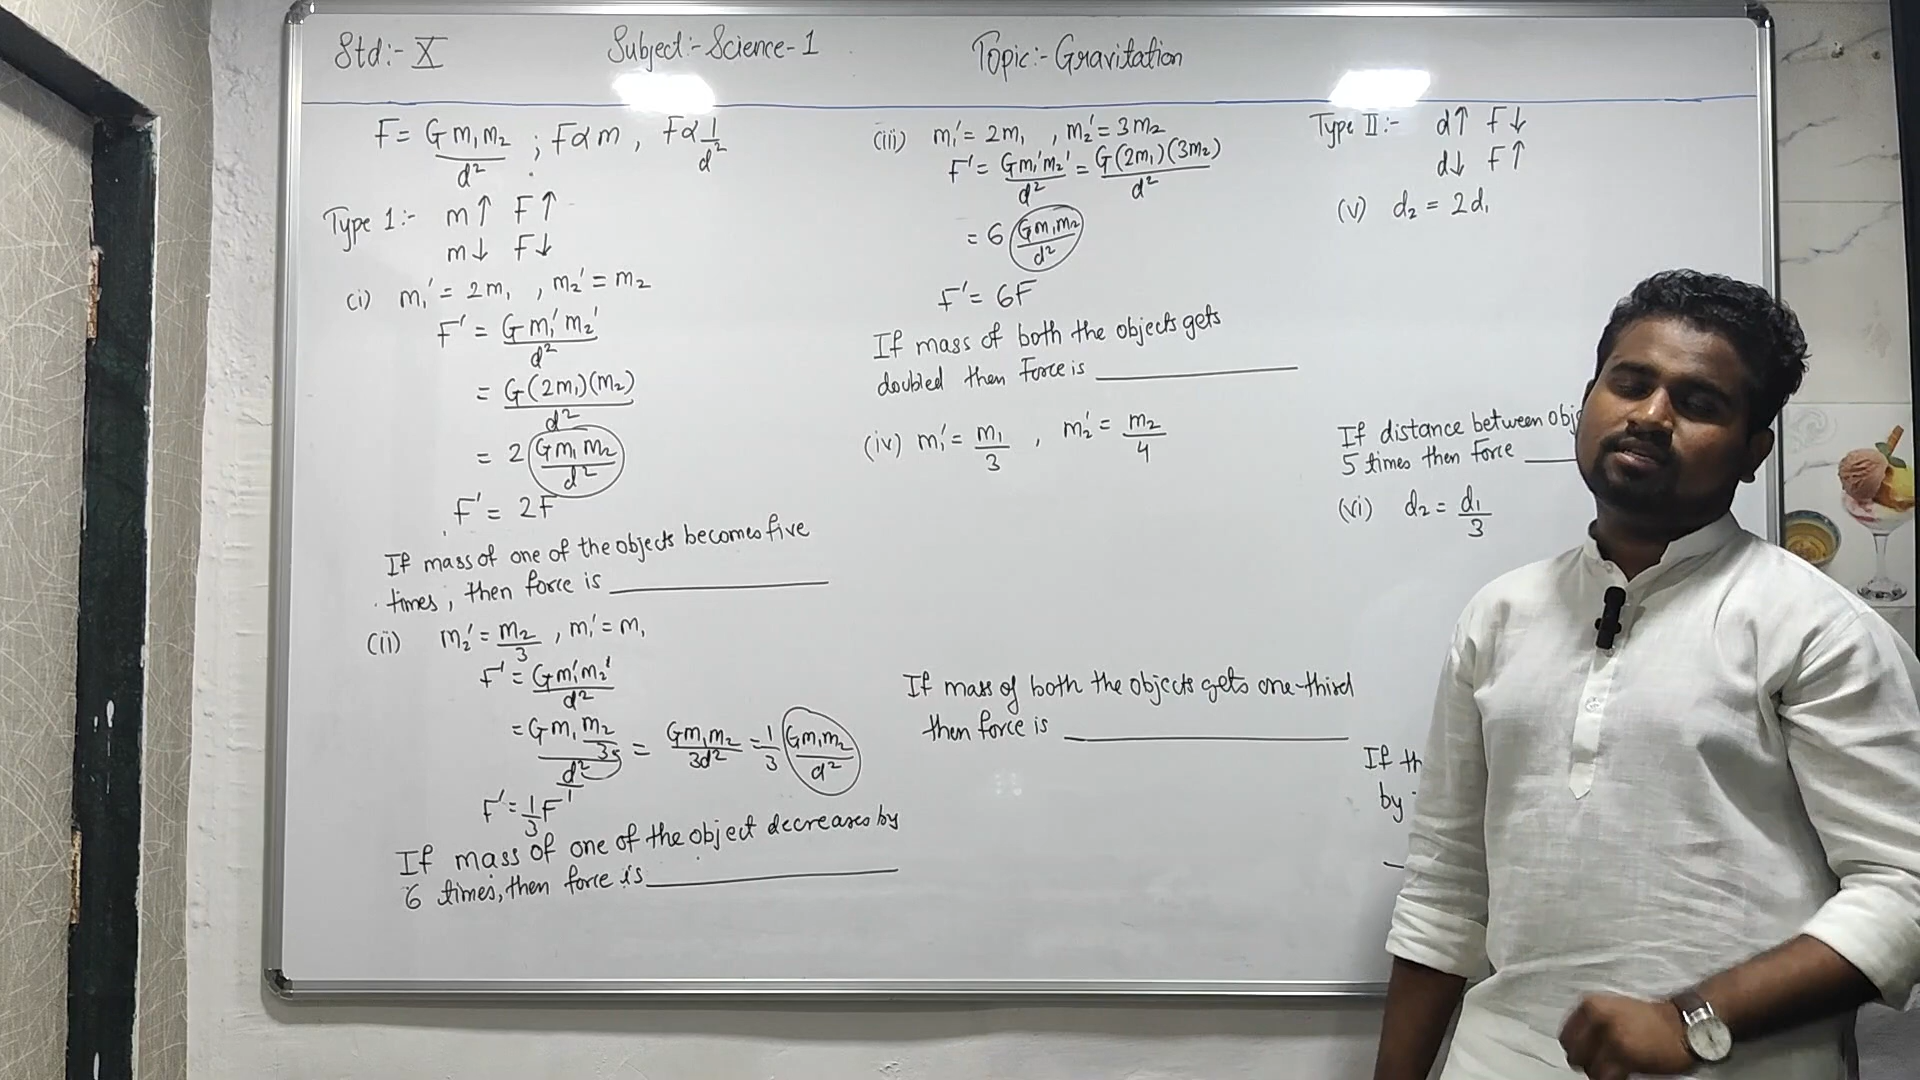 Std:- X Subject:- Science-1 Topic:- Gravitation
F = Gm₁m₂/d² ; F∝m , F∝1/d²
Type 1:- m↑ F↑
m↓ F↓
(i) m₁′ = 2m₁ , m₂′ = m₂
F′ = Gm₁′m₂′/d²
= G(2m₁)(m₂)/d²
= 2 Gm₁m₂/d²
F′ = 2F
If mass of one of the objects becomes five
times, then force is ______
(ii) m₂′ = m₂/3 , m₁′ = m₁
F′ = Gm₁′m₂′/d²
= Gm₁ m₂/3 / d² = Gm₁m₂/3d² = 1/3 Gm₁m₂/d²
F′ = 1/3 F
If mass of one of the object decreases by
6 times, then force is ______
(iii) m₁′ = 2m₁ , m₂′ = 3m₂
F′ = Gm₁′m₂′/d² = G(2m₁)(3m₂)/d²
= 6 Gm₁m₂/d²
F′ = 6F
If mass of both the objects gets
doubled then Force is ______
(iv) m₁′ = m₁/3 , m₂′ = m₂/4
If mass of both the objects gets one-third
then force is ______
Type II:- d↑ F↓
d↓ F↑
(v) d₂ = 2d₁
If distance between obj
5 times then force ______
(vi) d₂ = d₁/3
If th
by